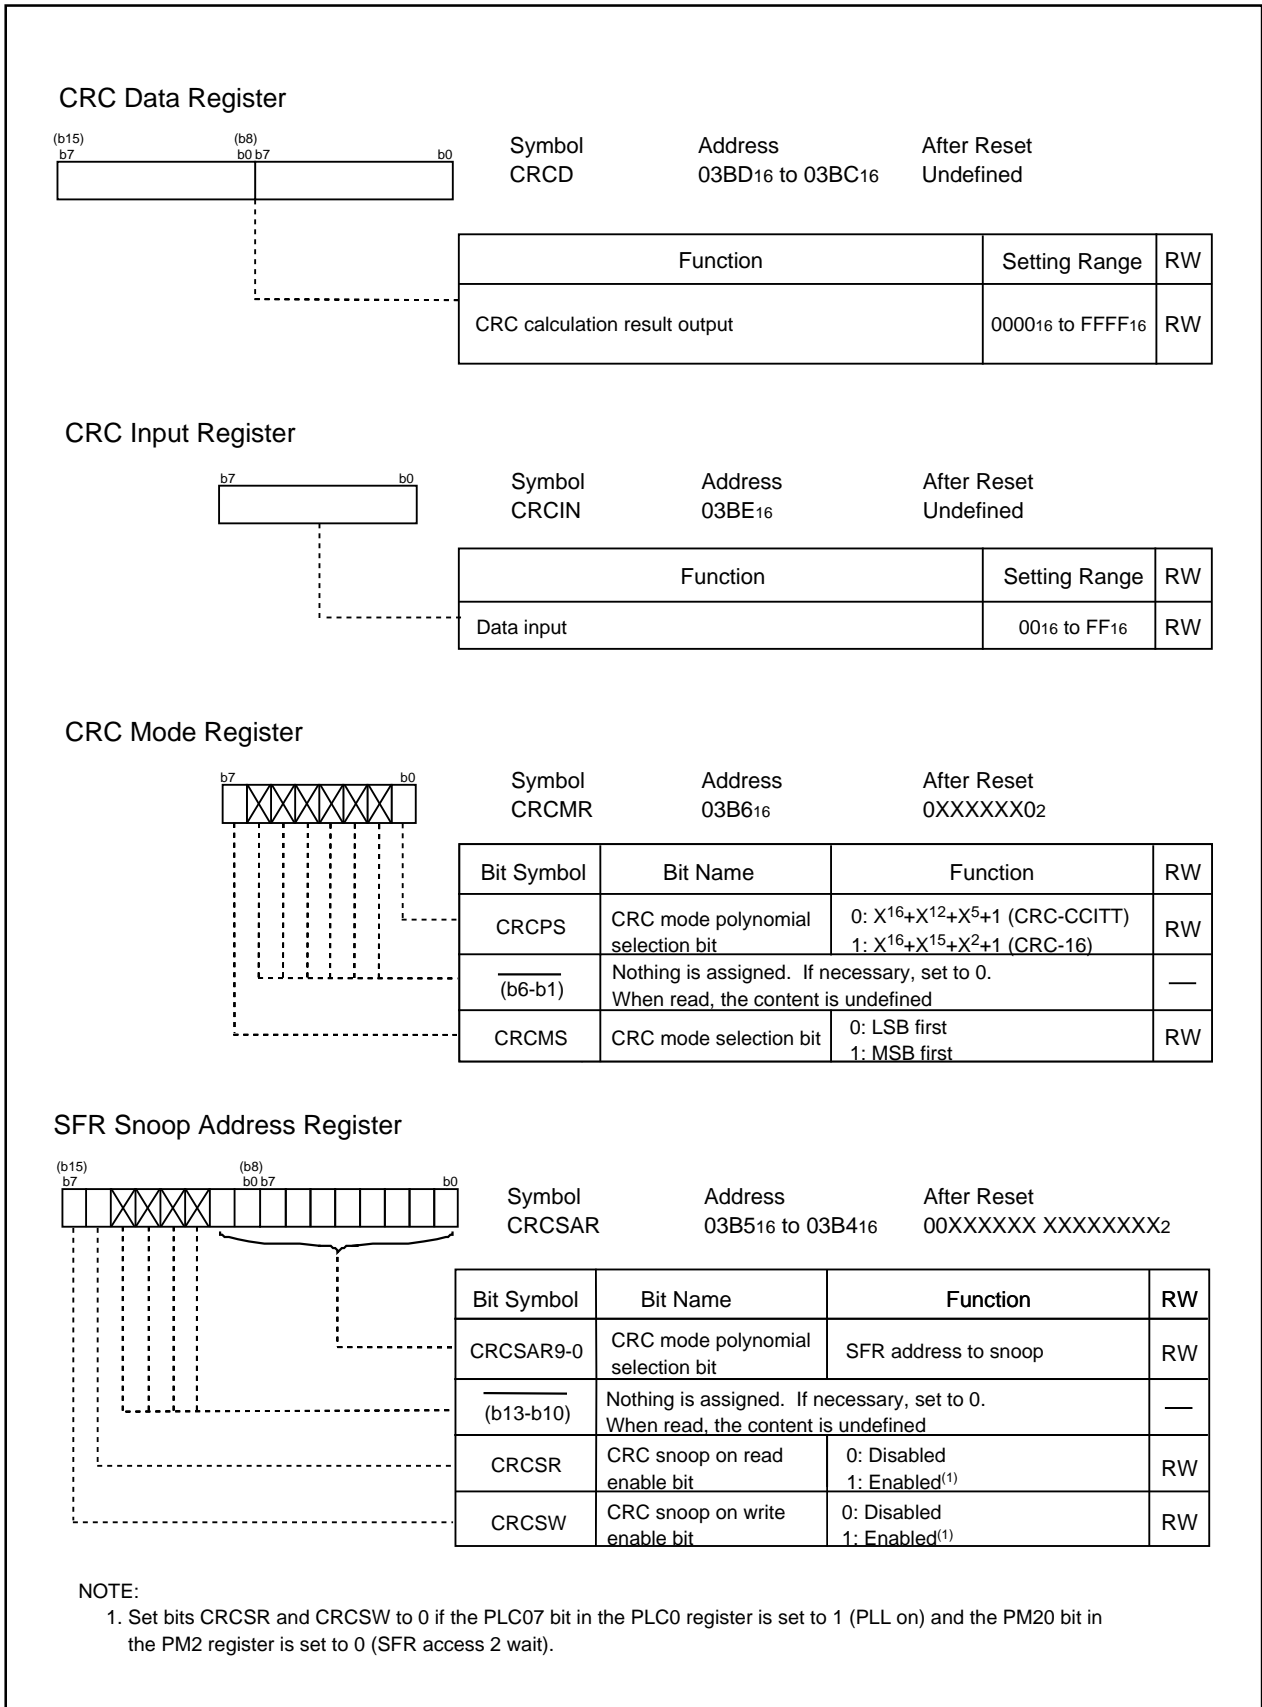 CRC Data Register
(b15) (b8)
b7 b0 b7 b0
Symbol Address After Reset
CRCD 03BD16 to 03BC16 Undefined
Function Setting Range RW
CRC calculation result output 000016 to FFFF16 RW
CRC Input Register
b7 b0
Symbol Address After Reset
CRCIN 03BE16 Undefined
Function Setting Range RW
Data input 0016 to FF16 RW
CRC Mode Register
b7 b0
Symbol Address After Reset
CRCMR 03B616 0XXXXXX02
Bit Symbol Bit Name Function RW
CRCPS CRC mode polynomial selection bit 0: X16+X12+X5+1 (CRC-CCITT) RW
1: X16+X15+X2+1 (CRC-16)
(b6-b1) Nothing is assigned. If necessary, set to 0. —
When read, the content is undefined
CRCMS CRC mode selection bit 0: LSB first RW
1: MSB first
SFR Snoop Address Register
(b15) (b8)
b7 b0 b7 b0
Symbol Address After Reset
CRCSAR 03B516 to 03B416 00XXXXXX XXXXXXXX2
Bit Symbol Bit Name Function RW
CRCSAR9-0 CRC mode polynomial selection bit SFR address to snoop RW
(b13-b10) Nothing is assigned. If necessary, set to 0. —
When read, the content is undefined
CRCSR CRC snoop on read enable bit 0: Disabled RW
1: Enabled(1)
CRCSW CRC snoop on write enable bit 0: Disabled RW
1: Enabled(1)
NOTE:
1. Set bits CRCSR and CRCSW to 0 if the PLC07 bit in the PLC0 register is set to 1 (PLL on) and the PM20 bit in
the PM2 register is set to 0 (SFR access 2 wait).